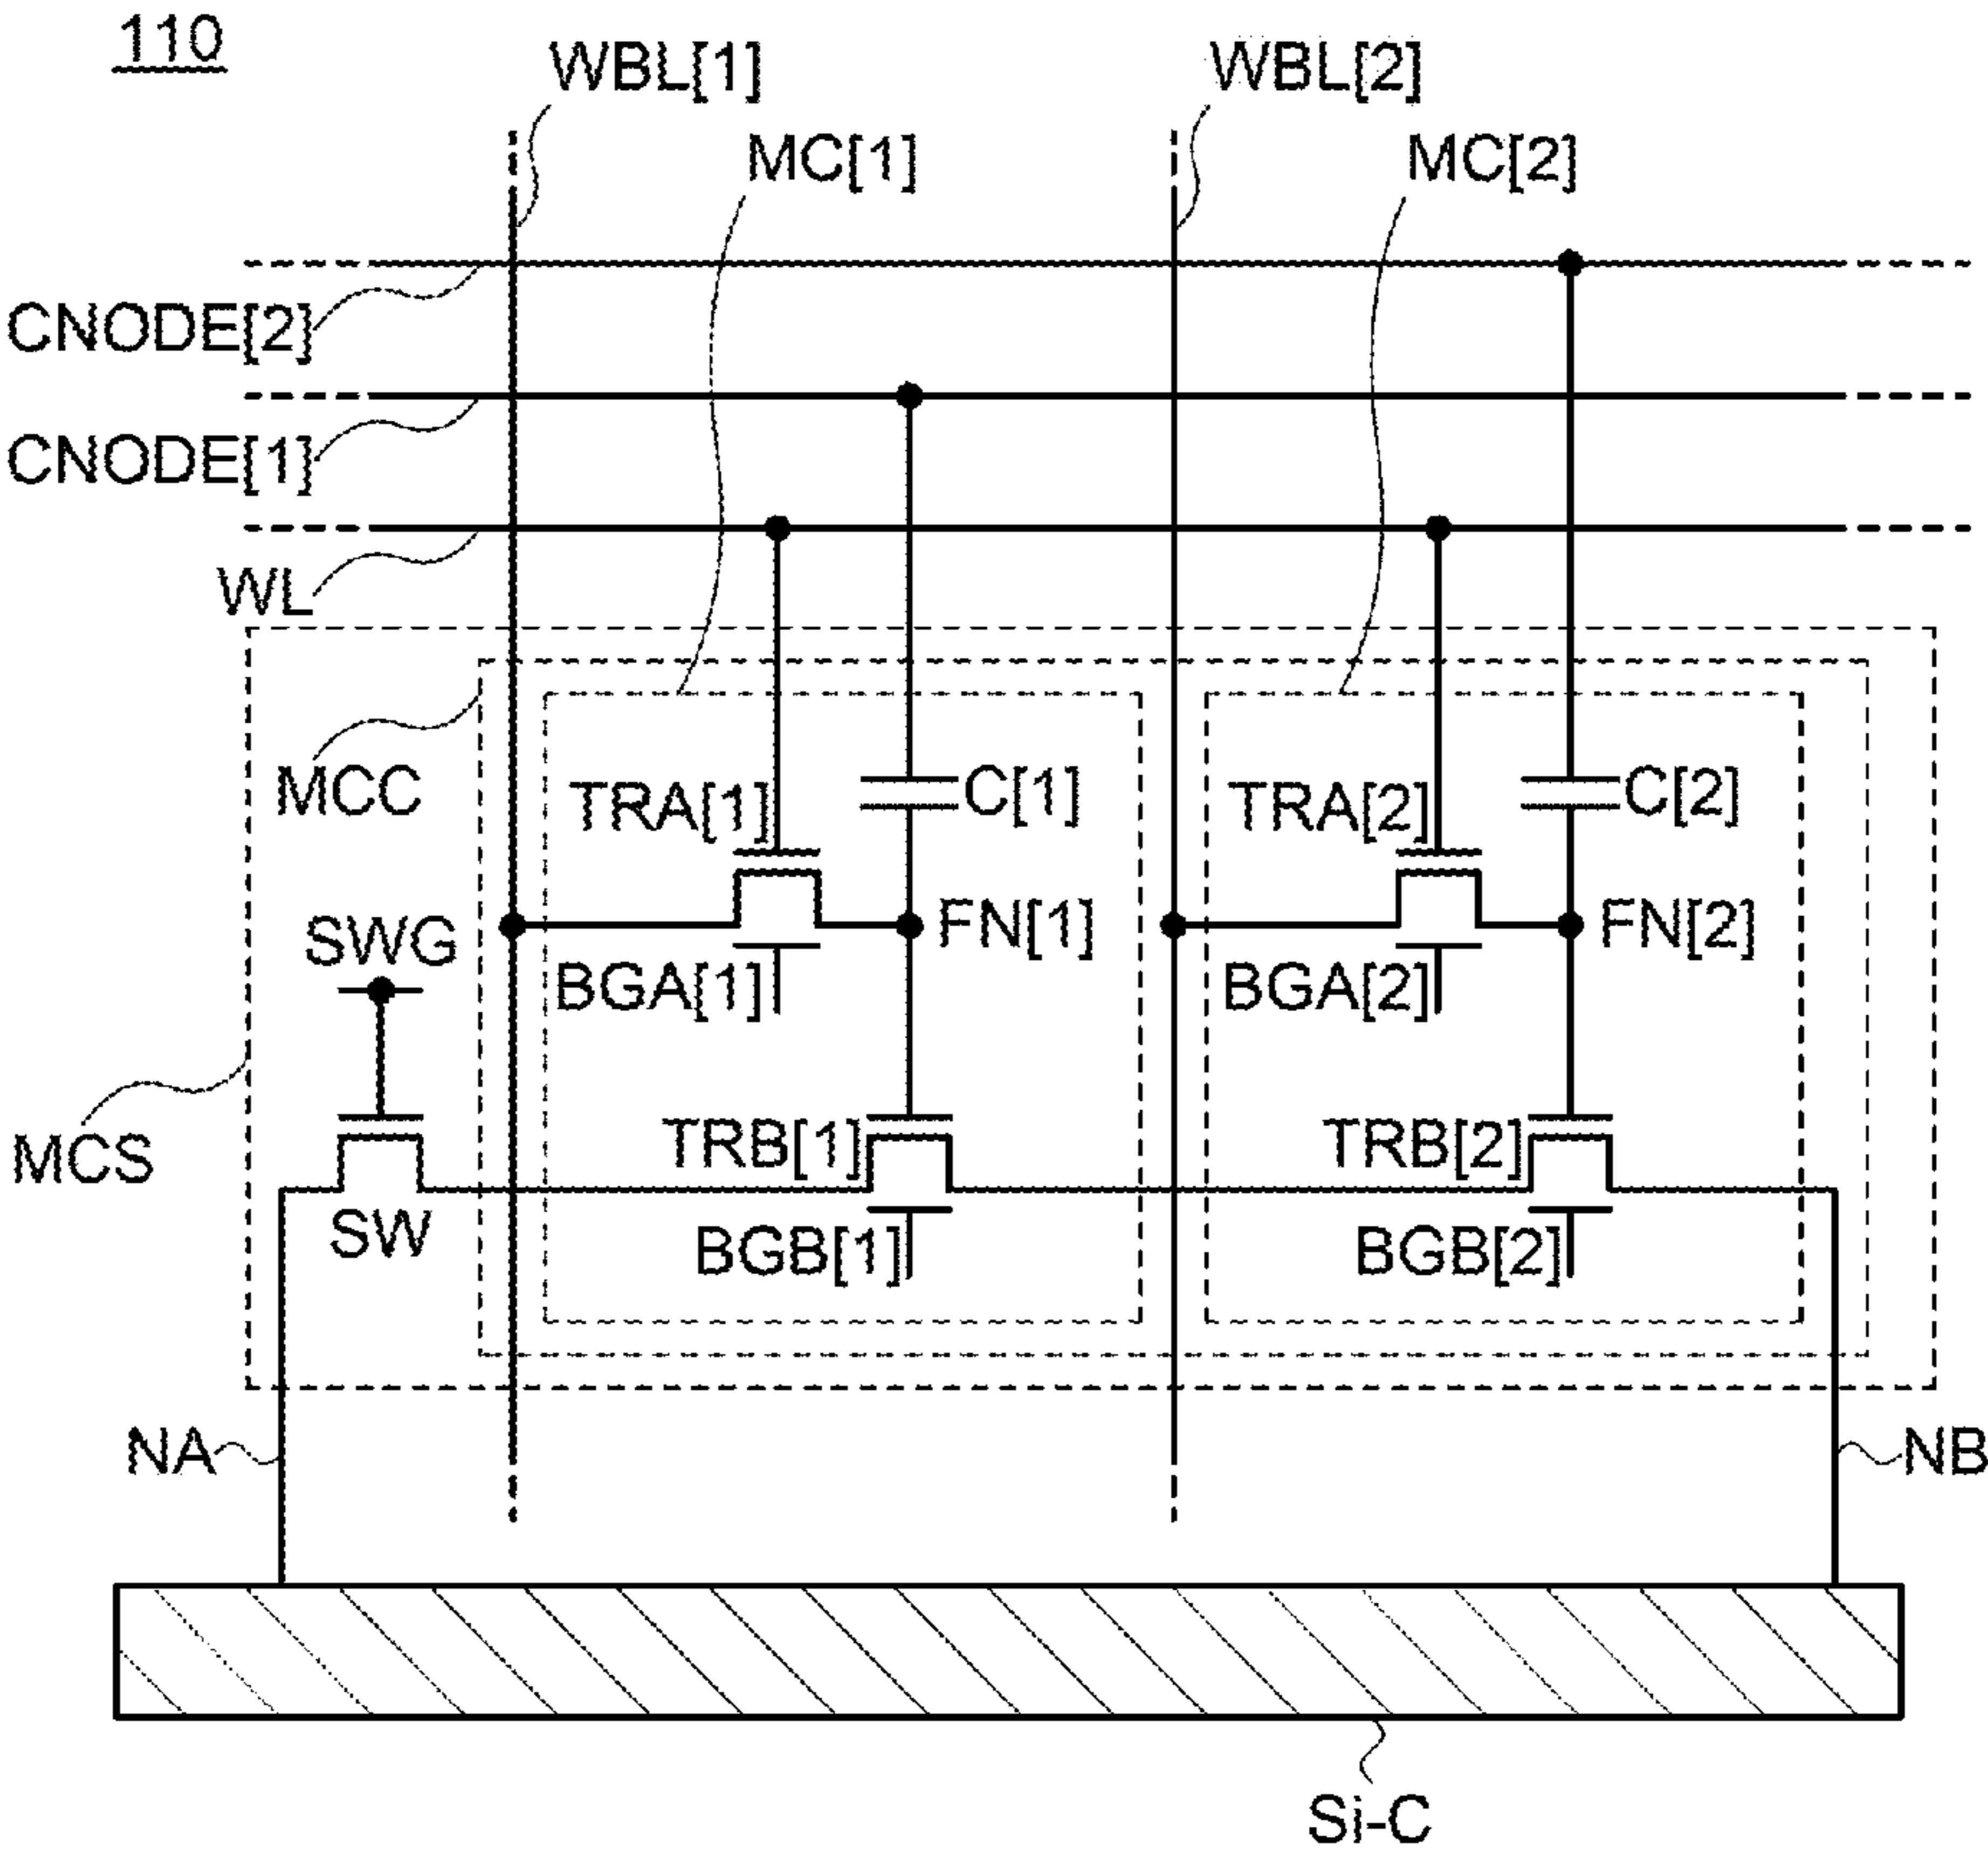 110
WBL[1]
WBL[2]
MC[1]
MC[2]
CNODE[2]
CNODE[1]
WL
MCC
TRA[1]
C[1]
TRA[2]
C[2]
SWG
FN[1]
FN[2]
BGA[1]
BGA[2]
MCS
TRB[1]
TRB[2]
SW
BGB[1]
BGB[2]
NA
NB
Si-C